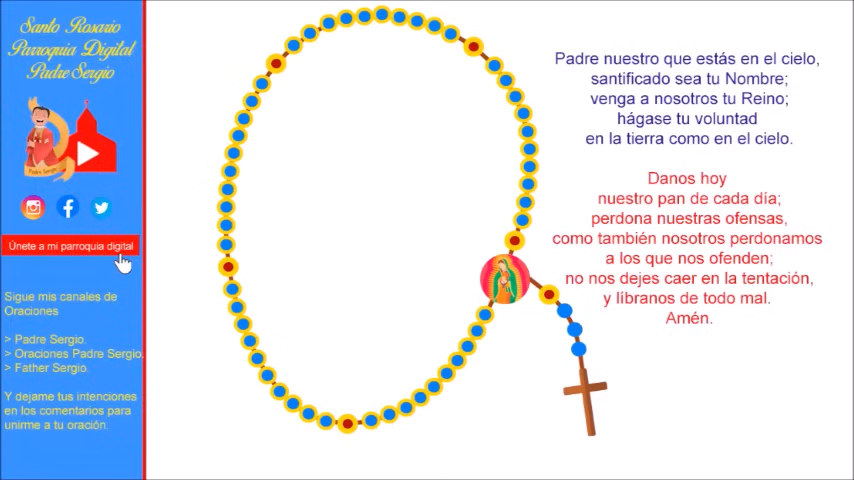 Santo Rosario
Parroquia Digital
Padre Sergio
Padre Sergio
Únete a mi parroquia digital
Sigue mis canales de
Oraciones
> Padre Sergio.
> Oraciones Padre Sergio.
> Father Sergio.
Y dejame tus intenciones
en los comentarios para
unirme a tu oración.
Padre nuestro que estás en el cielo,
santificado sea tu Nombre;
venga a nosotros tu Reino;
hágase tu voluntad
en la tierra como en el cielo.
Danos hoy
nuestro pan de cada día;
perdona nuestras ofensas,
como también nosotros perdonamos
a los que nos ofenden;
no nos dejes caer en la tentación,
y líbranos de todo mal.
Amén.